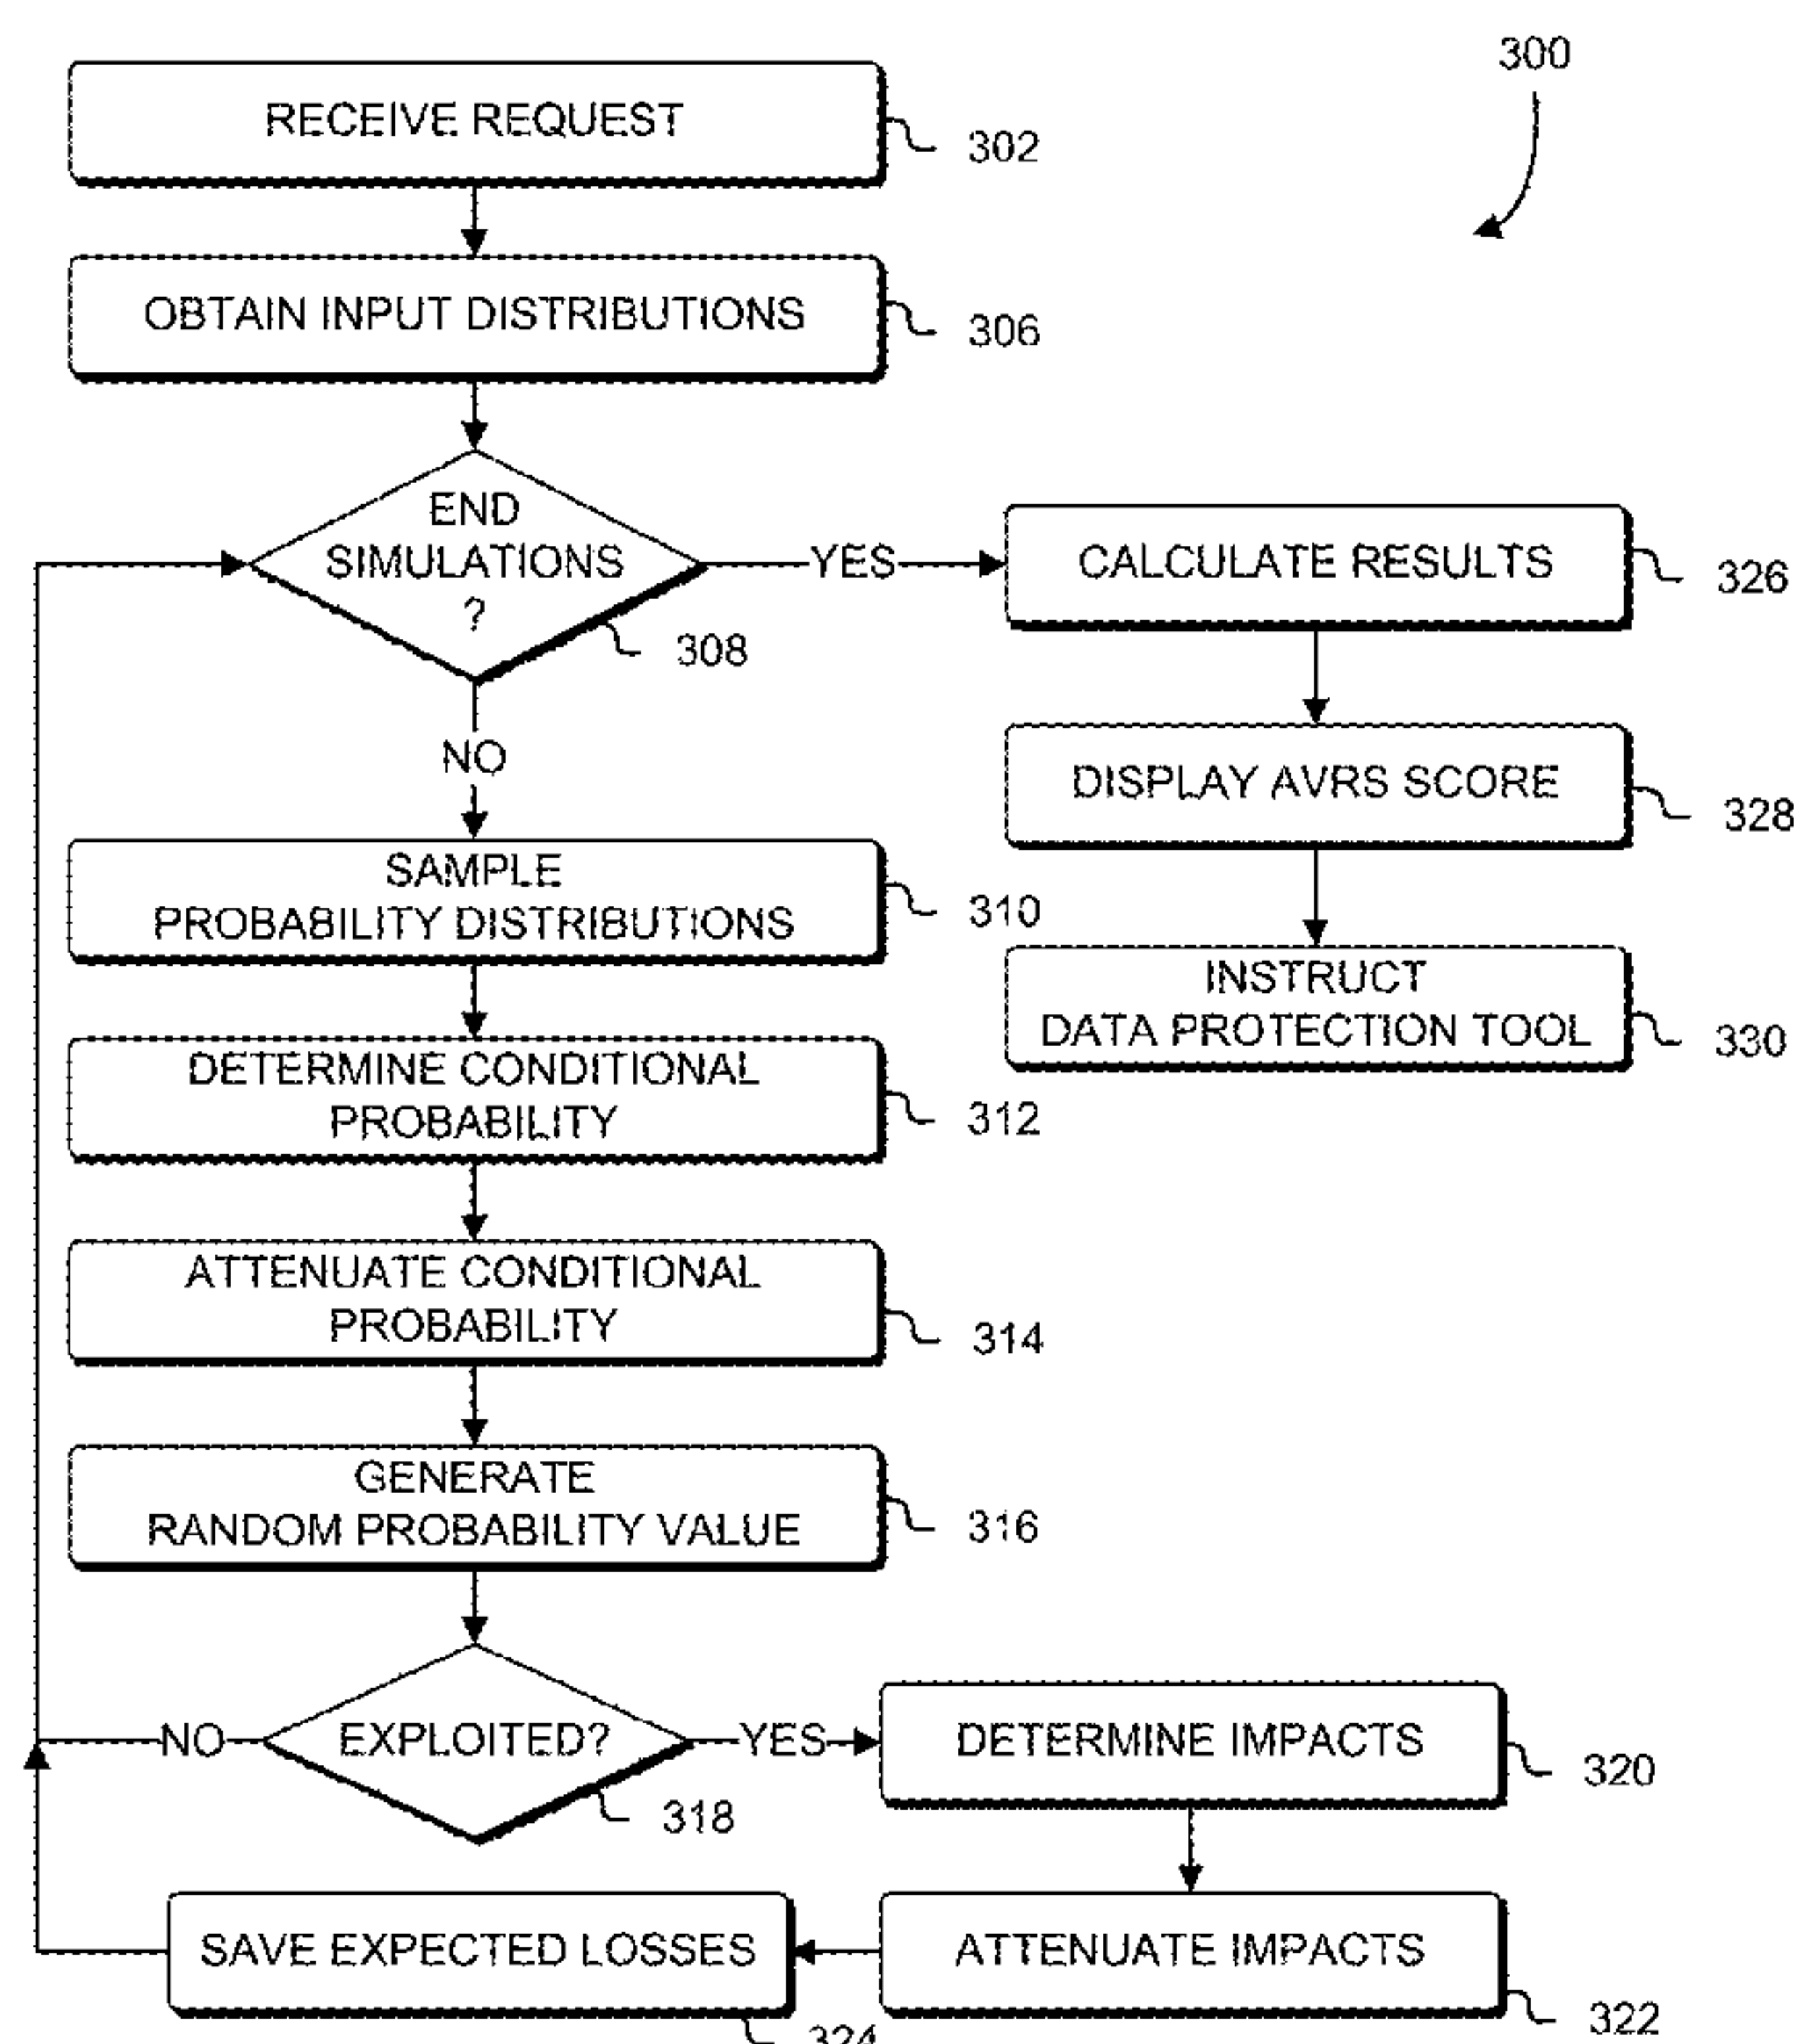 300
RECEIVE REQUEST
302
OBTAIN INPUT DISTRIBUTIONS
306
END
SIMULATIONS
?
308
YES
CALCULATE RESULTS
326
NO
DISPLAY AVRS SCORE
328
SAMPLE
PROBABILITY DISTRIBUTIONS
310
INSTRUCT
DATA PROTECTION TOOL
330
DETERMINE CONDITIONAL
PROBABILITY
312
ATTENUATE CONDITIONAL
PROBABILITY
314
GENERATE
RANDOM PROBABILITY VALUE
316
NO
EXPLOITED?
318
YES
DETERMINE IMPACTS
320
SAVE EXPECTED LOSSES
324
ATTENUATE IMPACTS
322